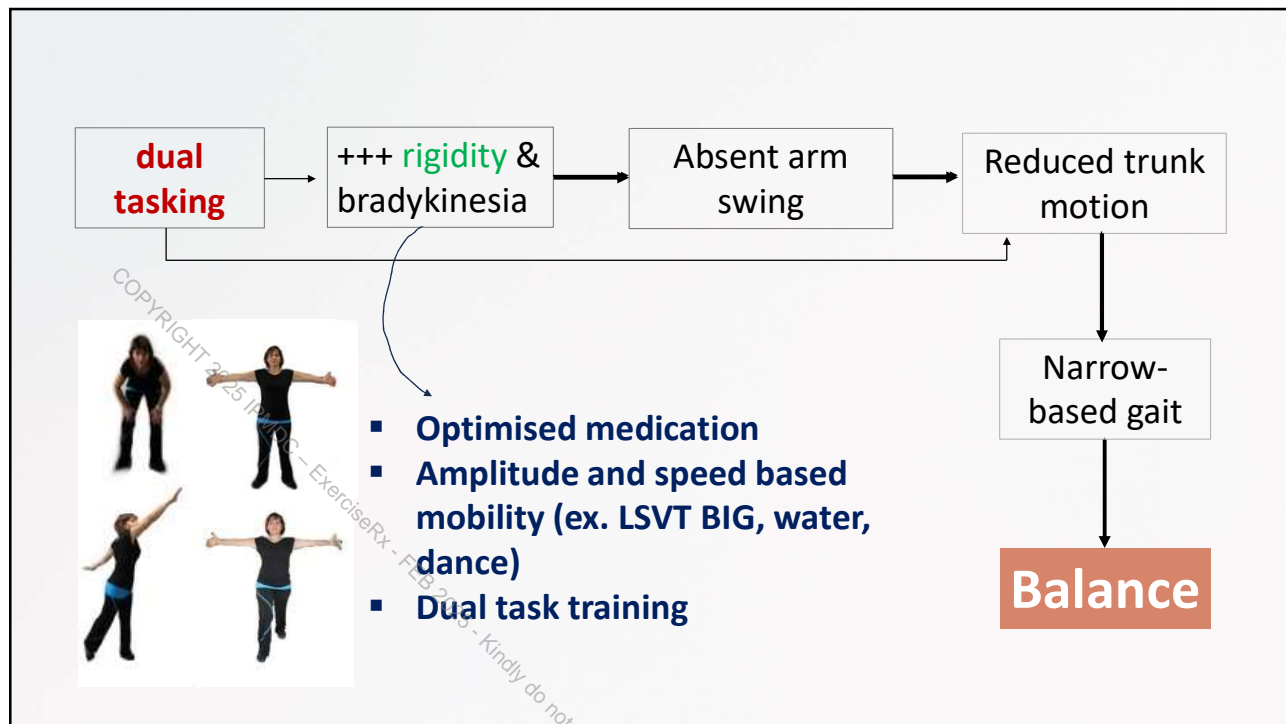 dual
tasking
+++ rigidity &
bradykinesia
Absent arm
swing
Reduced trunk
motion
Narrow-
based gait
Balance
▪ Optimised medication
▪ Amplitude and speed based
mobility (ex. LSVT BIG, water,
dance)
▪ Dual task training
COPYRIGHT 2025 IPMDC – ExerciseRx - FEB 2025 - Kindly do not